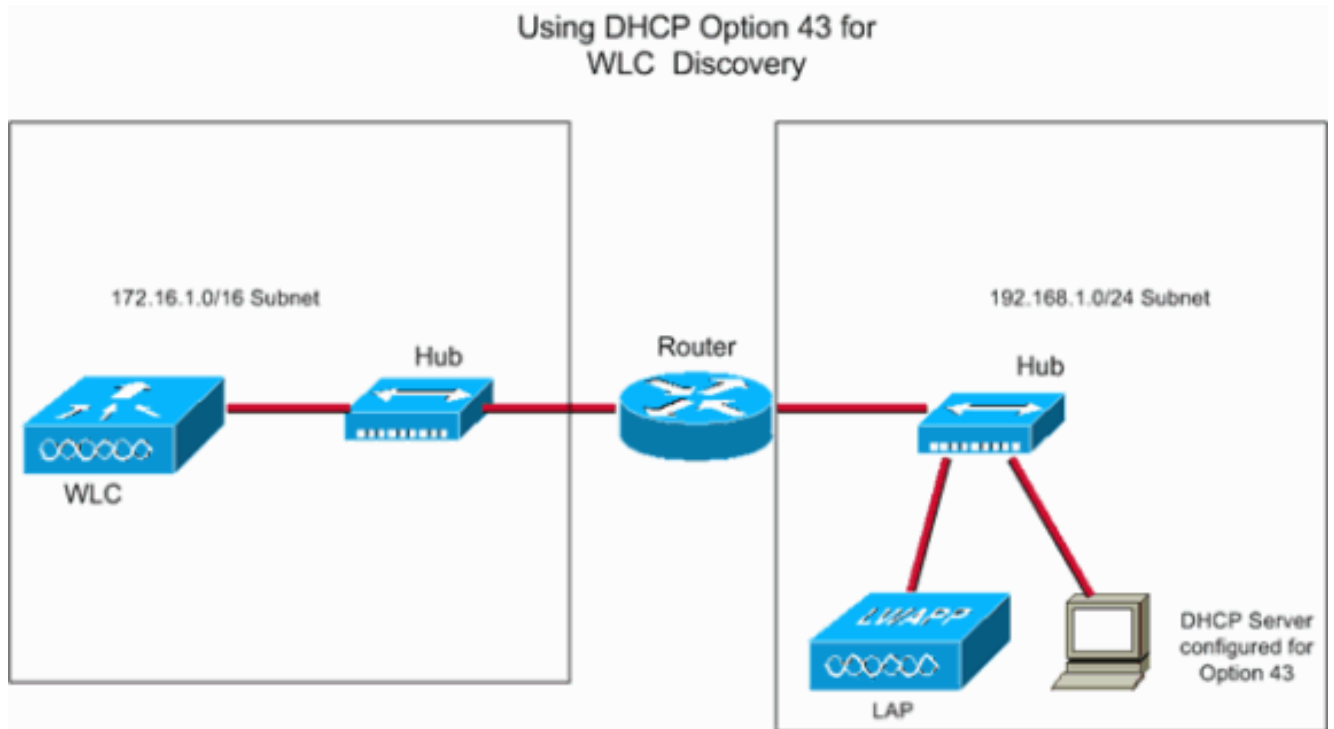 Using DHCP Option 43 for
WLC Discovery
172.16.1.0/16 Subnet
192.168.1.0/24 Subnet
Hub
Router
Hub
WLC
LWAPP
LAP
DHCP Server
configured for
Option 43